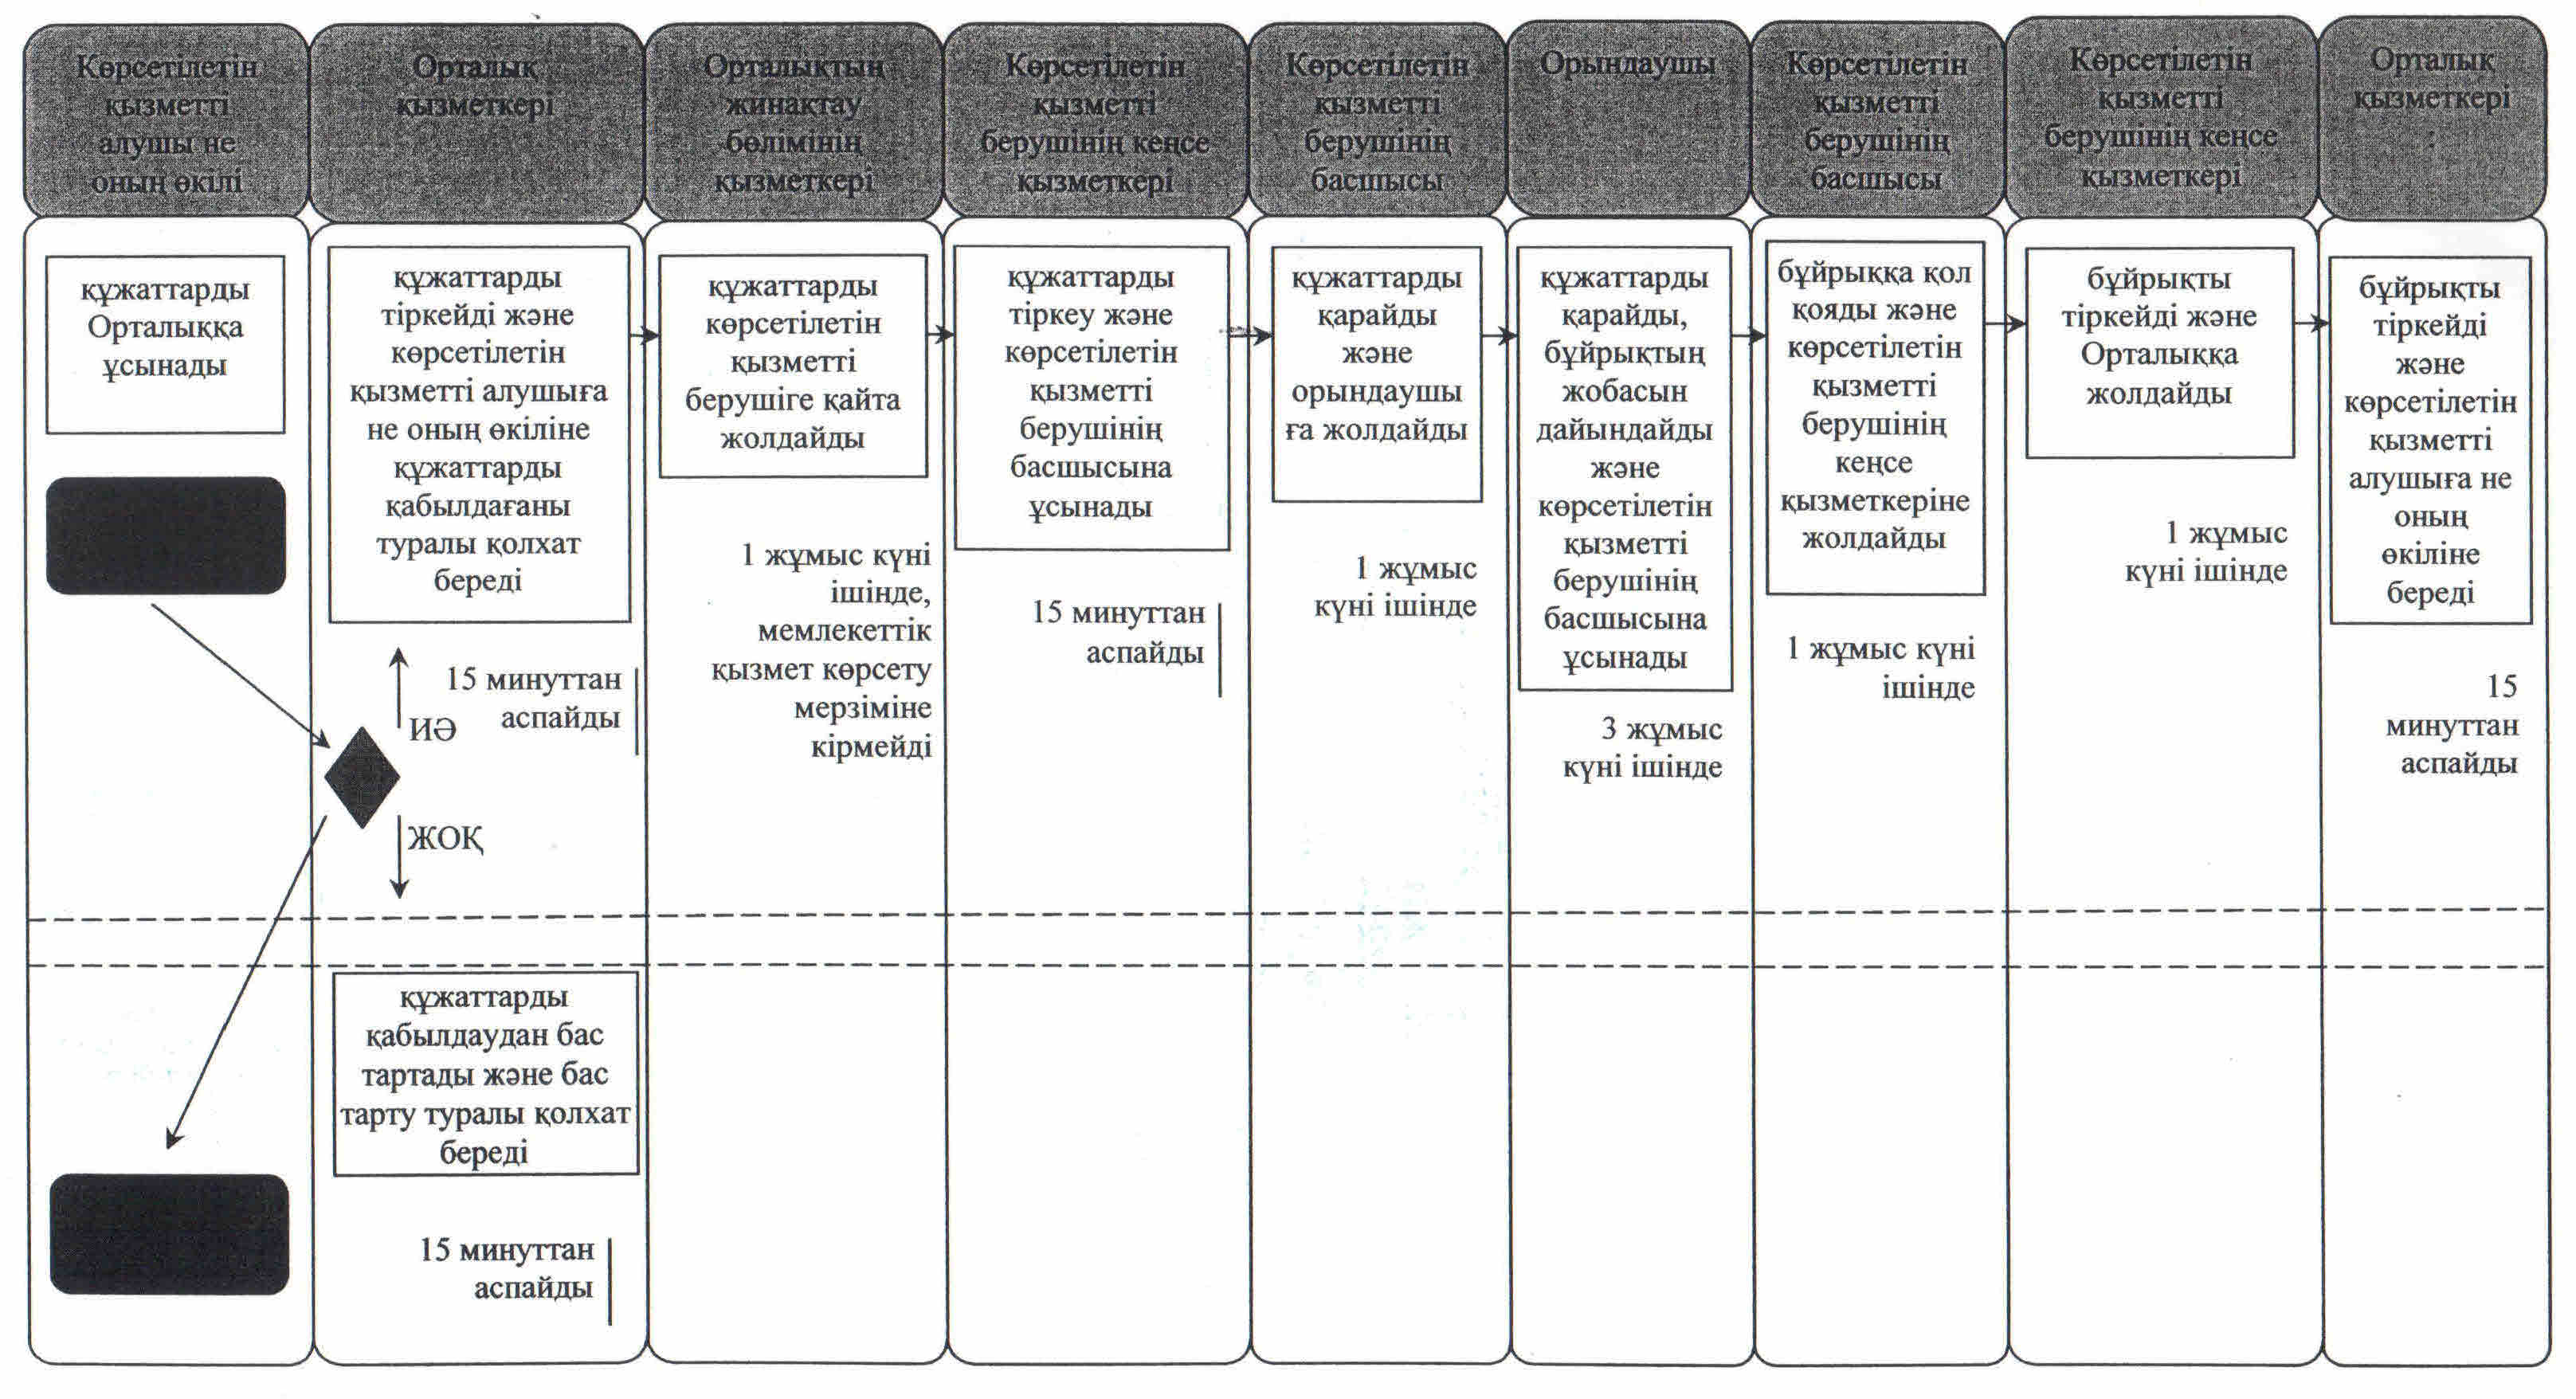 Көрсетілетін
қызметті
алушы не
оның өкілі
Орталық
қызметкері
Орталықтың
жинақтау
бөлімінің
қызметкері
Көрсетілетін
қызметті
берушінің кеңсе
қызметкері
Көрсетілетін
қызметті
берушінің
басшысы
Орындаушы
Көрсетілетін
қызметті
берушінің
басшысы
Көрсетілетін
қызметті
берушінің кеңсе
қызметкері
Орталық
қызметкері
:
құжаттарды
Орталыққа
ұсынады
құжаттарды
тіркейді және
көрсетілетін
қызметті алушыға
не оның өкіліне
құжаттарды
қабылдағаны
туралы қолхат
береді
15 минуттан
аспайды
ИӘ
ЖОҚ
құжаттарды
қабылдаудан бас
тартады және бас
тарту туралы қолхат
береді
15 минуттан
аспайды
құжаттарды
көрсетілетін
қызметті
берушіге қайта
жолдайды
1 жұмыс күні
ішінде,
мемлекеттік
қызмет көрсету
мерзіміне
кірмейді
құжаттарды
тіркеу және
көрсетілетін
қызметті
берушінің
басшысына
ұсынады
15 минуттан
аспайды
құжаттарды
қарайды
және
орындаушы
ға жолдайды
1 жұмыс
күні ішінде
құжаттарды
қарайды,
бұйрықтың
жобасын
дайындайды
және
көрсетілетін
қызметті
берушінің
басшысына
ұсынады
3 жұмыс
күні ішінде
бұйрыққа қол
қояды және
көрсетілетін
қызметті
берушінің
кеңсе
қызметкеріне
жолдайды
1 жұмыс күні
ішінде
бұйрықты
тіркейді және
Орталыққа
жолдайды
1 жұмыс
күні ішінде
бұйрықты
тіркейді
және
көрсетілетін
қызметті
алушыға не
оның
өкіліне
береді
15
минуттан
аспайды